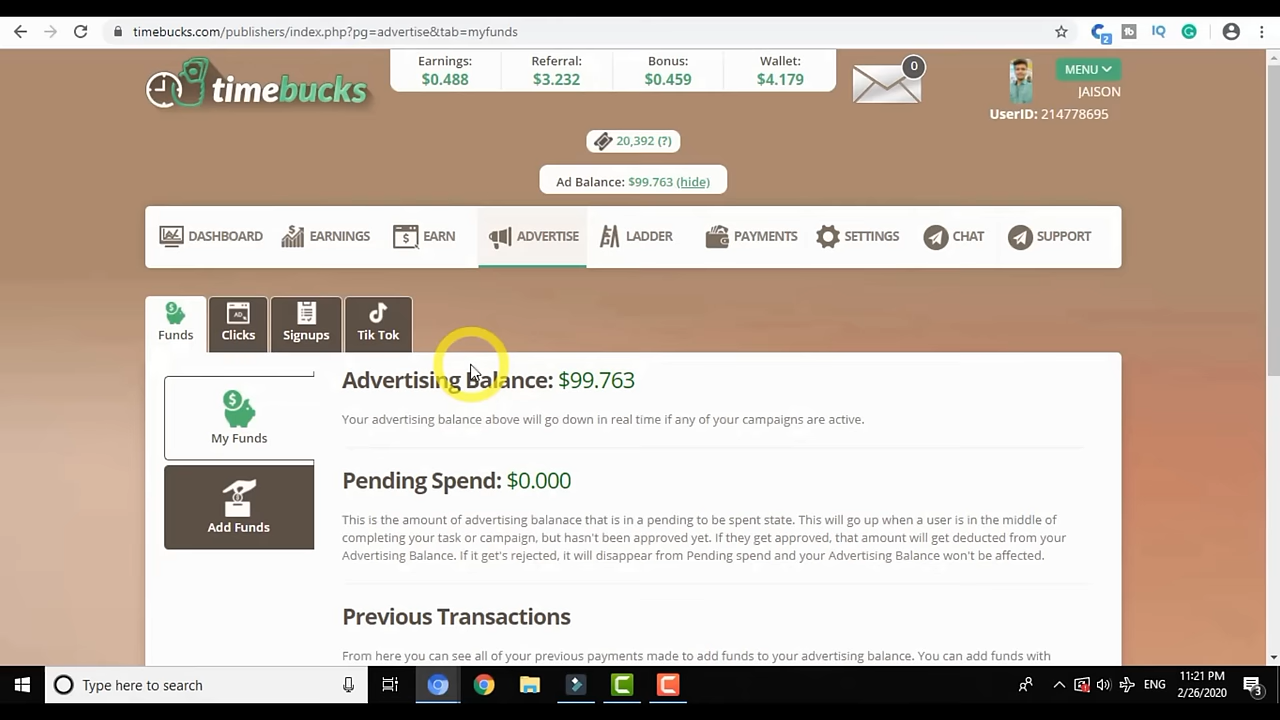 timebucks.com/publishers/index.php?pg=advertise&tab=myfunds
2
IQ
timebucks
Earnings: Referral: Bonus: Wallet:
$0.488 $3.232 $0.459 $4.179
0
MENU
JAISON
UserID: 214778695
20,392 (?)
Ad Balance: $99.763 (hide)
DASHBOARD EARNINGS EARN ADVERTISE LADDER PAYMENTS SETTINGS CHAT SUPPORT
AD
Funds Clicks Signups Tik Tok
Advertising Balance: $99.763
Your advertising balance above will go down in real time if any of your campaigns are active.
My Funds
Pending Spend: $0.000
Add Funds
This is the amount of advertising balanace that is in a pending to be spent state. This will go up when a user is in the middle of
completing your task or campaign, but hasn't been approved yet. If they get approved, that amount will get deducted from your
Advertising Balance. If it get's rejected, it will disappear from Pending spend and your Advertising Balance won't be affected.
Previous Transactions
From here you can see all of your previous payments made to add funds to your advertising balance. You can add funds with
Type here to search
ENG
11:21 PM
2/26/2020
3